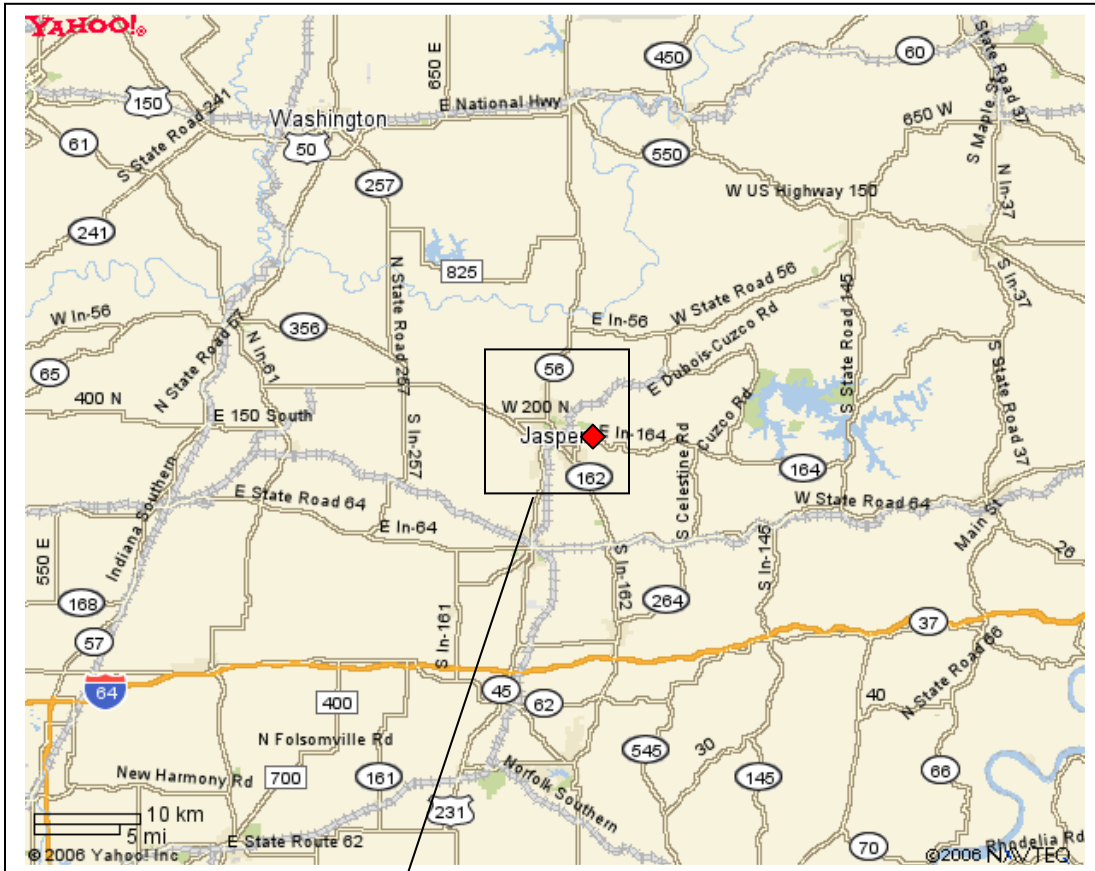 YAHOO!®
650 E
450
60
State Road 37
150
S State Road 241
E National Hwy
Washington
50
61
257
550
650 W
S Maple St
N In-37
W US Highway 150
241
825
N State Road 257
W State Road 56
S State Road 145
S In-37
W In-56
356
N State Road 57
N In-61
E In-56
E Dubois-Cuzco Rd
65
56
400 N
E 150 South
W 200 N
Jasper
E In-164
Cuzco Rd
S State Road 37
S In-257
162
164
S Celestine Rd
Indiana Southern
E State Road 64
W State Road 64
E In-64
Main St
550 E
S In-162
S In-145
26
168
264
37
57
S In-161
N State Road 66
64
400
45
62
40
N Folsomville Rd
545
30
New Harmony Rd
700
161
Norfolk Southern
145
66
10 km
5 mi
231
E State Route 62
70
Rhodelia Rd
© 2006 Yahoo! Inc
©2006 NAVTEQ